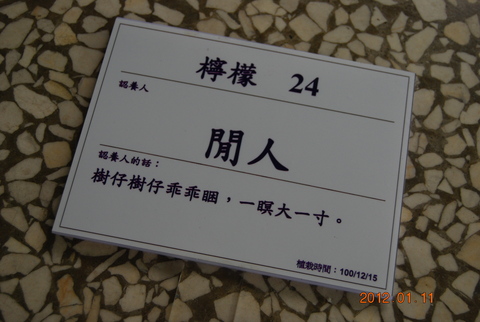 檸檬 24
認養人
閒人
認養人的話：
樹仔樹仔乖乖睏，一暝大一寸。
植栽時間：100/12/15
2012.01.11